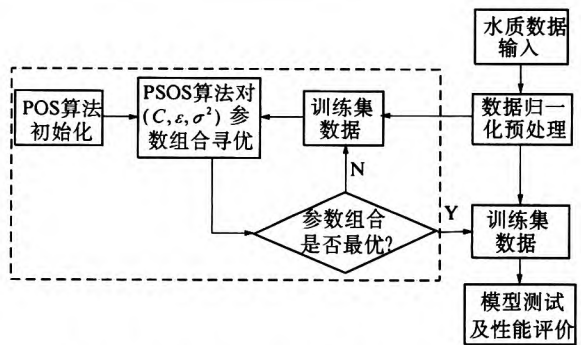 水质数据
输入
数据归一
化预处理
训练集
数据
POS算法
初始化
PSOS算法对
(C,ε,σ²) 参
数组合寻优
N
参数组合
是否最优?
Y
训练集
数据
模型测试
及性能评价